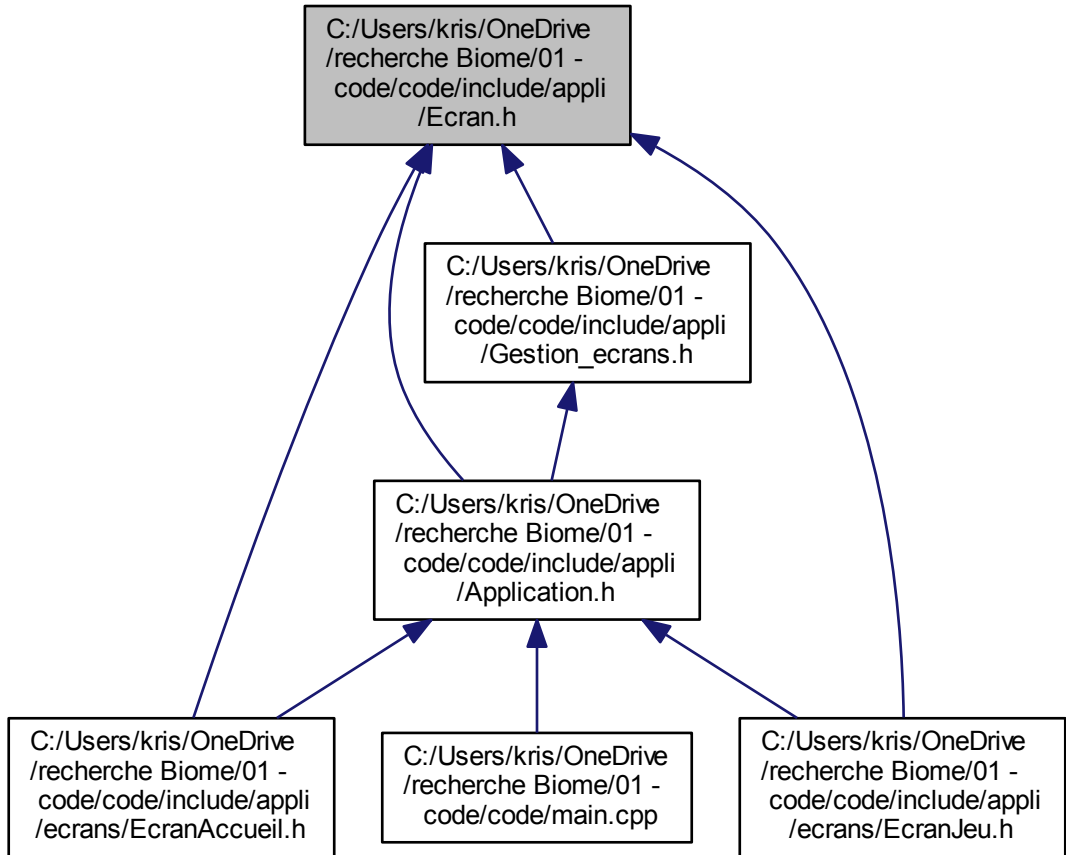 C:/Users/kris/OneDrive
/recherche Biome/01 -
code/code/include/appli
/Ecran.h
C:/Users/kris/OneDrive
/recherche Biome/01 -
code/code/include/appli
/Gestion_ecrans.h
C:/Users/kris/OneDrive
/recherche Biome/01 -
code/code/include/appli
/Application.h
C:/Users/kris/OneDrive
/recherche Biome/01 -
code/code/include/appli
/ecrans/EcranAccueil.h
C:/Users/kris/OneDrive
/recherche Biome/01 -
code/code/main.cpp
C:/Users/kris/OneDrive
/recherche Biome/01 -
code/code/include/appli
/ecrans/EcranJeu.h